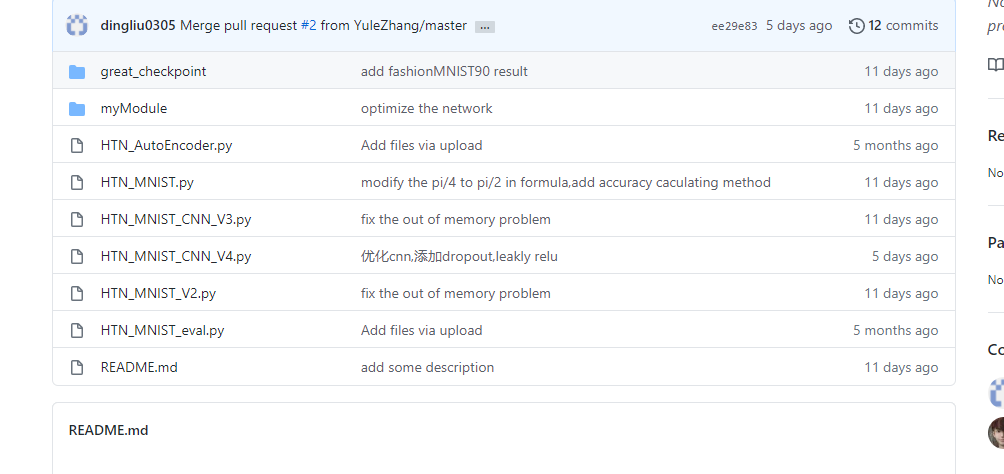 dingliu0305 Merge pull request #2 from YuleZhang/master ... ee29e83 5 days ago 12 commits
great_checkpoint add fashionMNIST90 result 11 days ago
myModule optimize the network 11 days ago
HTN_AutoEncoder.py Add files via upload 5 months ago
HTN_MNIST.py modify the pi/4 to pi/2 in formula,add accuracy caculating method 11 days ago
HTN_MNIST_CNN_V3.py fix the out of memory problem 11 days ago
HTN_MNIST_CNN_V4.py 优化cnn,添加dropout,leakly relu 5 days ago
HTN_MNIST_V2.py fix the out of memory problem 11 days ago
HTN_MNIST_eval.py Add files via upload 5 months ago
README.md add some description 11 days ago
README.md
Re
No
Pa
No
Co